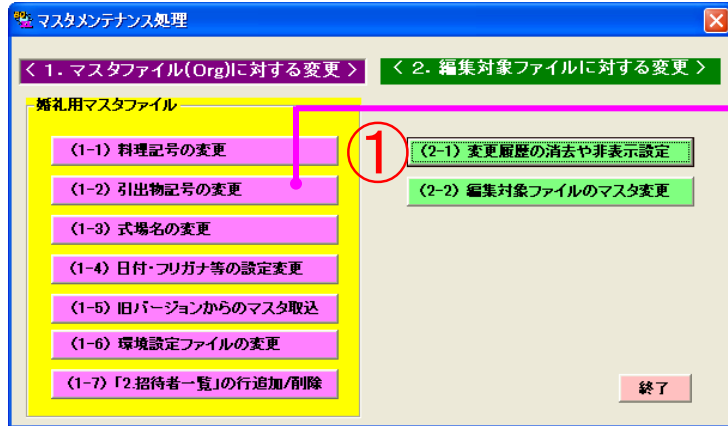 マスタメンテナンス処理
< 1. マスタファイル(Org)に対する変更 >
< 2. 編集対象ファイルに対する変更 >
婚礼用マスタファイル
(1-1) 料理記号の変更
(1-2) 引出物記号の変更
(1-3) 式場名の変更
(1-4) 日付・フリガナ等の設定変更
(1-5) 旧バージョンからのマスタ取込
(1-6) 環境設定ファイルの変更
(1-7) 「2.招待者一覧」の行追加/削除
①
(2-1) 変更履歴の消去や非表示設定
(2-2) 編集対象ファイルのマスタ変更
終了